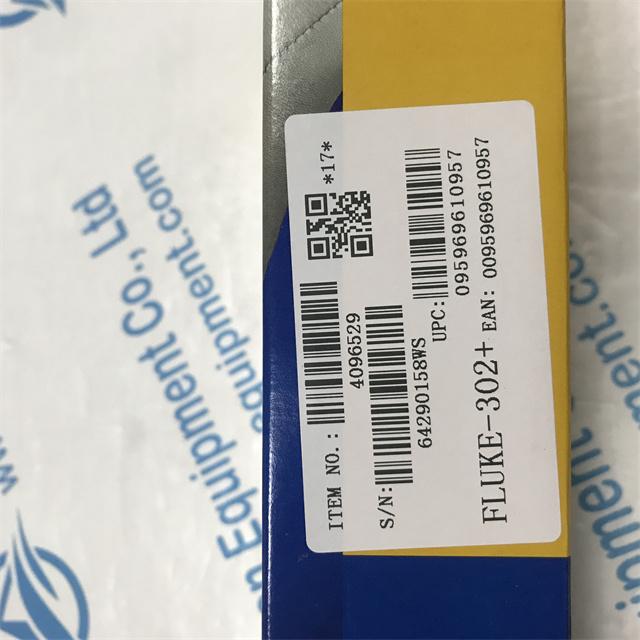 *17*
ITEM NO.:
4096529
S/N:
64290158WS
UPC:
095969610957
FLUKE-302+ EAN: 0095969610957
Equipment Co., Ltd
equipment.com